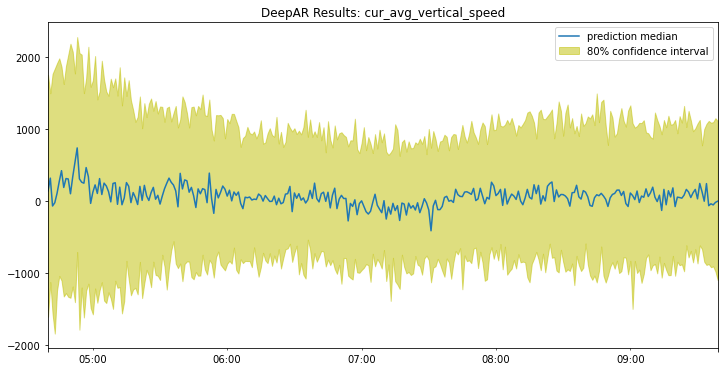 DeepAR Results: cur_avg_vertical_speed
prediction median
80% confidence interval
2000
1000
0
−1000
−2000
05:00 06:00 07:00 08:00 09:00